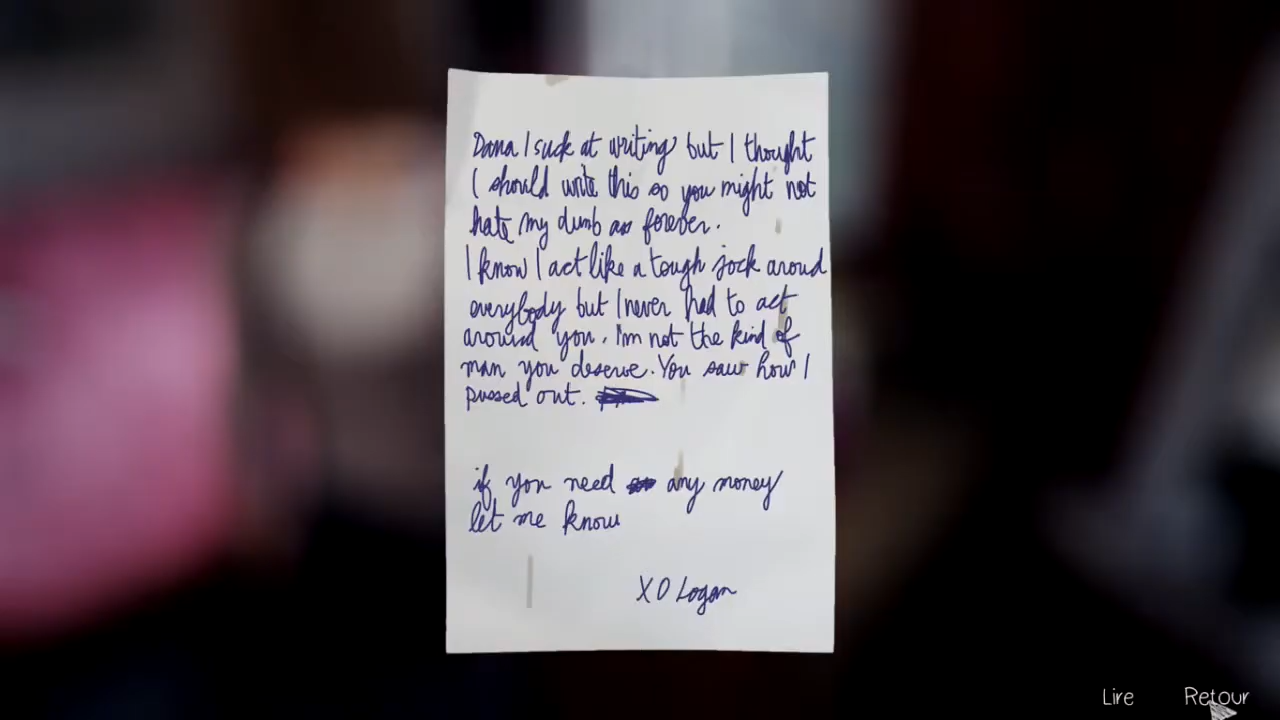 Dana I suck at writing but I thought
I should write this so you might not
hate my dumb ass forever.
I know I act like a tough jock aroud
everybody but I never had to act
around you. I'm not the kind of
man you deserve. You saw how I
pussed out.
if you need any money
let me know
XO Logan
Lire Retour